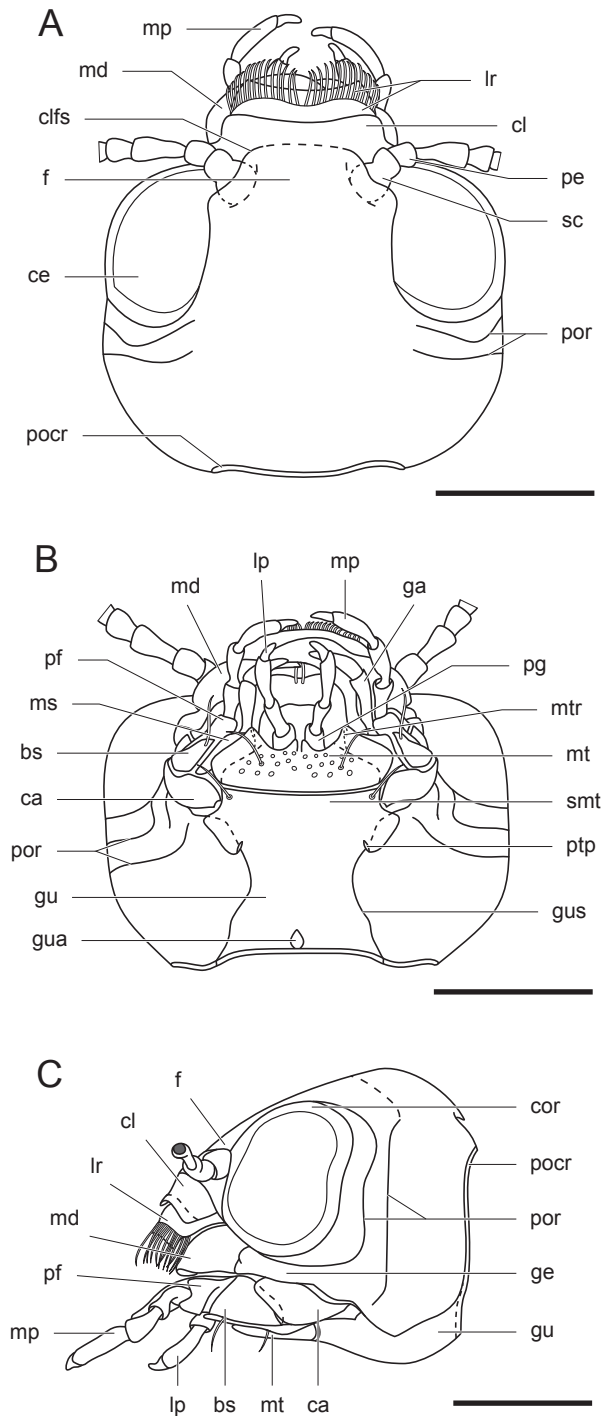 A
mp
md
lr
clfs
cl
f
pe
sc
ce
por
pocr
B
lp
mp
md
ga
pf
pg
ms
mtr
bs
mt
ca
smt
por
ptp
gu
gus
gua
C
f
cor
cl
pocr
lr
por
md
ge
pf
mp
gu
lp
bs
mt
ca